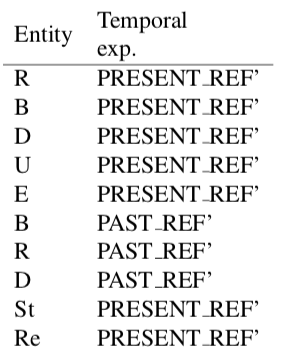 Entity Temporal exp.
R PRESENT_REF’
B PRESENT_REF’
D PRESENT_REF’
U PRESENT_REF’
E PRESENT_REF’
B PAST_REF’
R PAST_REF’
D PAST_REF’
St PRESENT_REF’
Re PRESENT_REF’